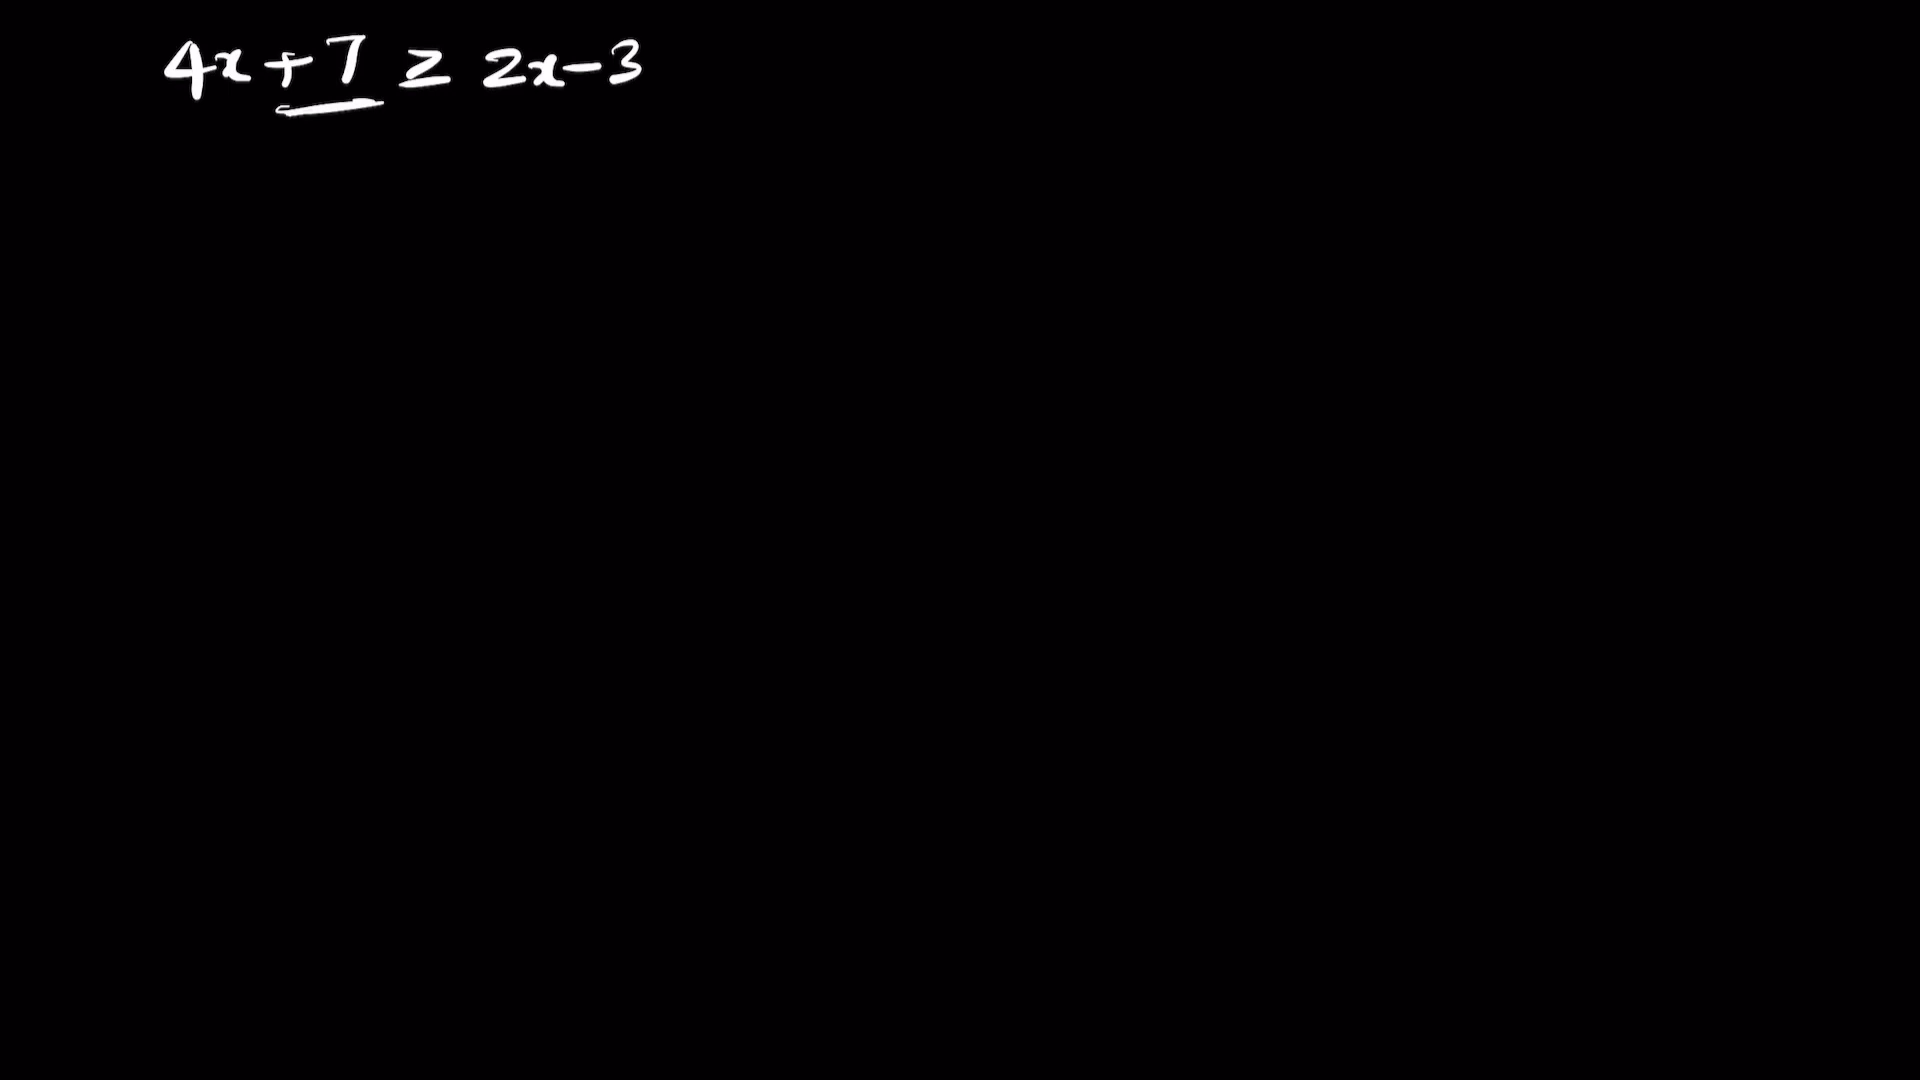 4x + 7 ≥ 2x - 3